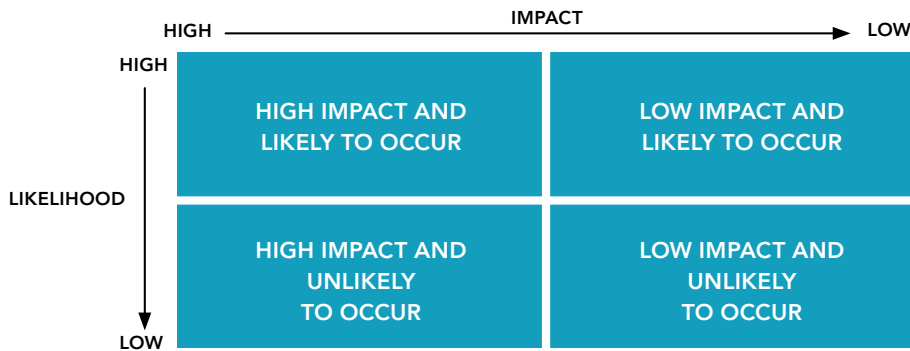 IMPACT
HIGH
LOW
HIGH
HIGH IMPACT AND
LIKELY TO OCCUR
LOW IMPACT AND
LIKELY TO OCCUR
LIKELIHOOD
HIGH IMPACT AND
UNLIKELY
TO OCCUR
LOW IMPACT AND
UNLIKELY
TO OCCUR
LOW